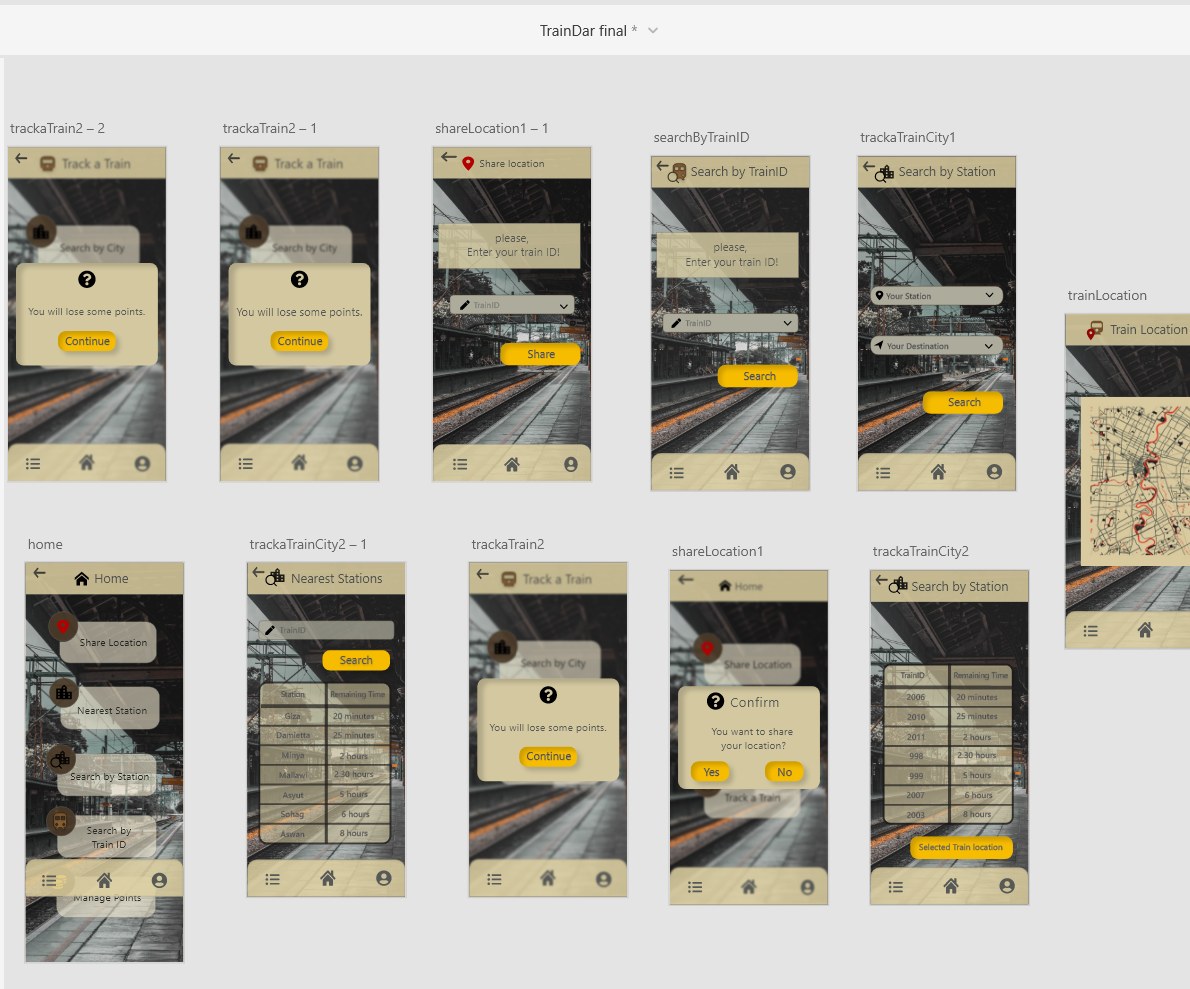 TrainDar final *
trackaTrain2 – 2
Track a Train
Search by City
You will lose some points.
Continue
trackaTrain2 – 1
Track a Train
Search by City
You will lose some points.
Continue
shareLocation1 – 1
Share location
please,
Enter your train ID!
TrainID
Share
searchByTrainID
Search by TrainID
please,
Enter your train ID!
TrainID
Search
trackaTrainCity1
Search by Station
Your Station
Your Destination
Search
trainLocation
Train Location
home
Home
Share Location
Nearest Station
Search by Station
Search by
Train ID
Manage Points
trackaTrainCity2 – 1
Nearest Stations
TrainID
Search
Station Remaining Time
Giza 20 minutes
Damietta 25 minutes
Minya 2 hours
Mallawi 2.30 hours
Asyut 5 hours
Sohag 6 hours
Aswan 8 hours
trackaTrain2
Track a Train
Search by City
You will lose some points.
Continue
shareLocation1
Home
Share Location
Confirm
You want to share
your location?
Yes No
Track a Train
trackaTrainCity2
Search by Station
TrainID Remaining Time
2006 20 minutes
2010 25 minutes
2011 2 hours
998 2.30 hours
999 5 hours
2007 6 hours
2003 8 hours
Selected Train location